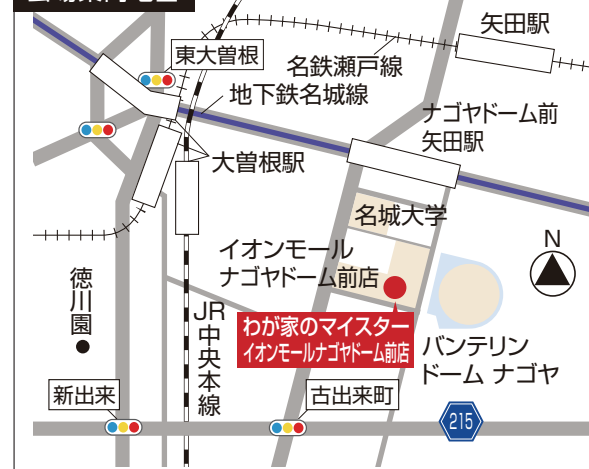 東大曽根
矢田駅
名鉄瀬戸線
地下鉄名城線
ナゴヤドーム前
矢田駅
大曽根駅
名城大学
N
イオンモール
ナゴヤドーム前店
徳川園
JR中央本線
わが家のマイスター
イオンモールナゴヤドーム前店
バンテリン
ドーム ナゴヤ
新出来
古出来町
215